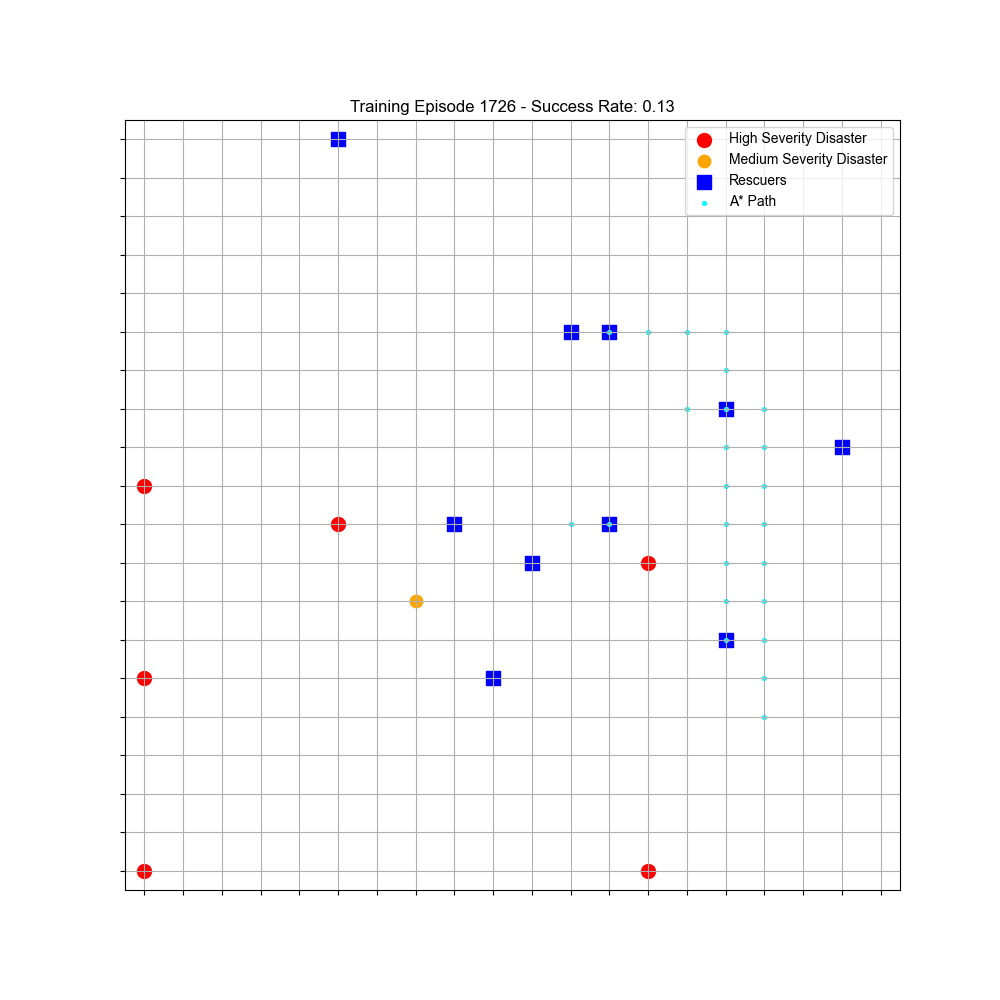 Training Episode 1726 - Success Rate: 0.13
High Severity Disaster
Medium Severity Disaster
Rescuers
A* Path